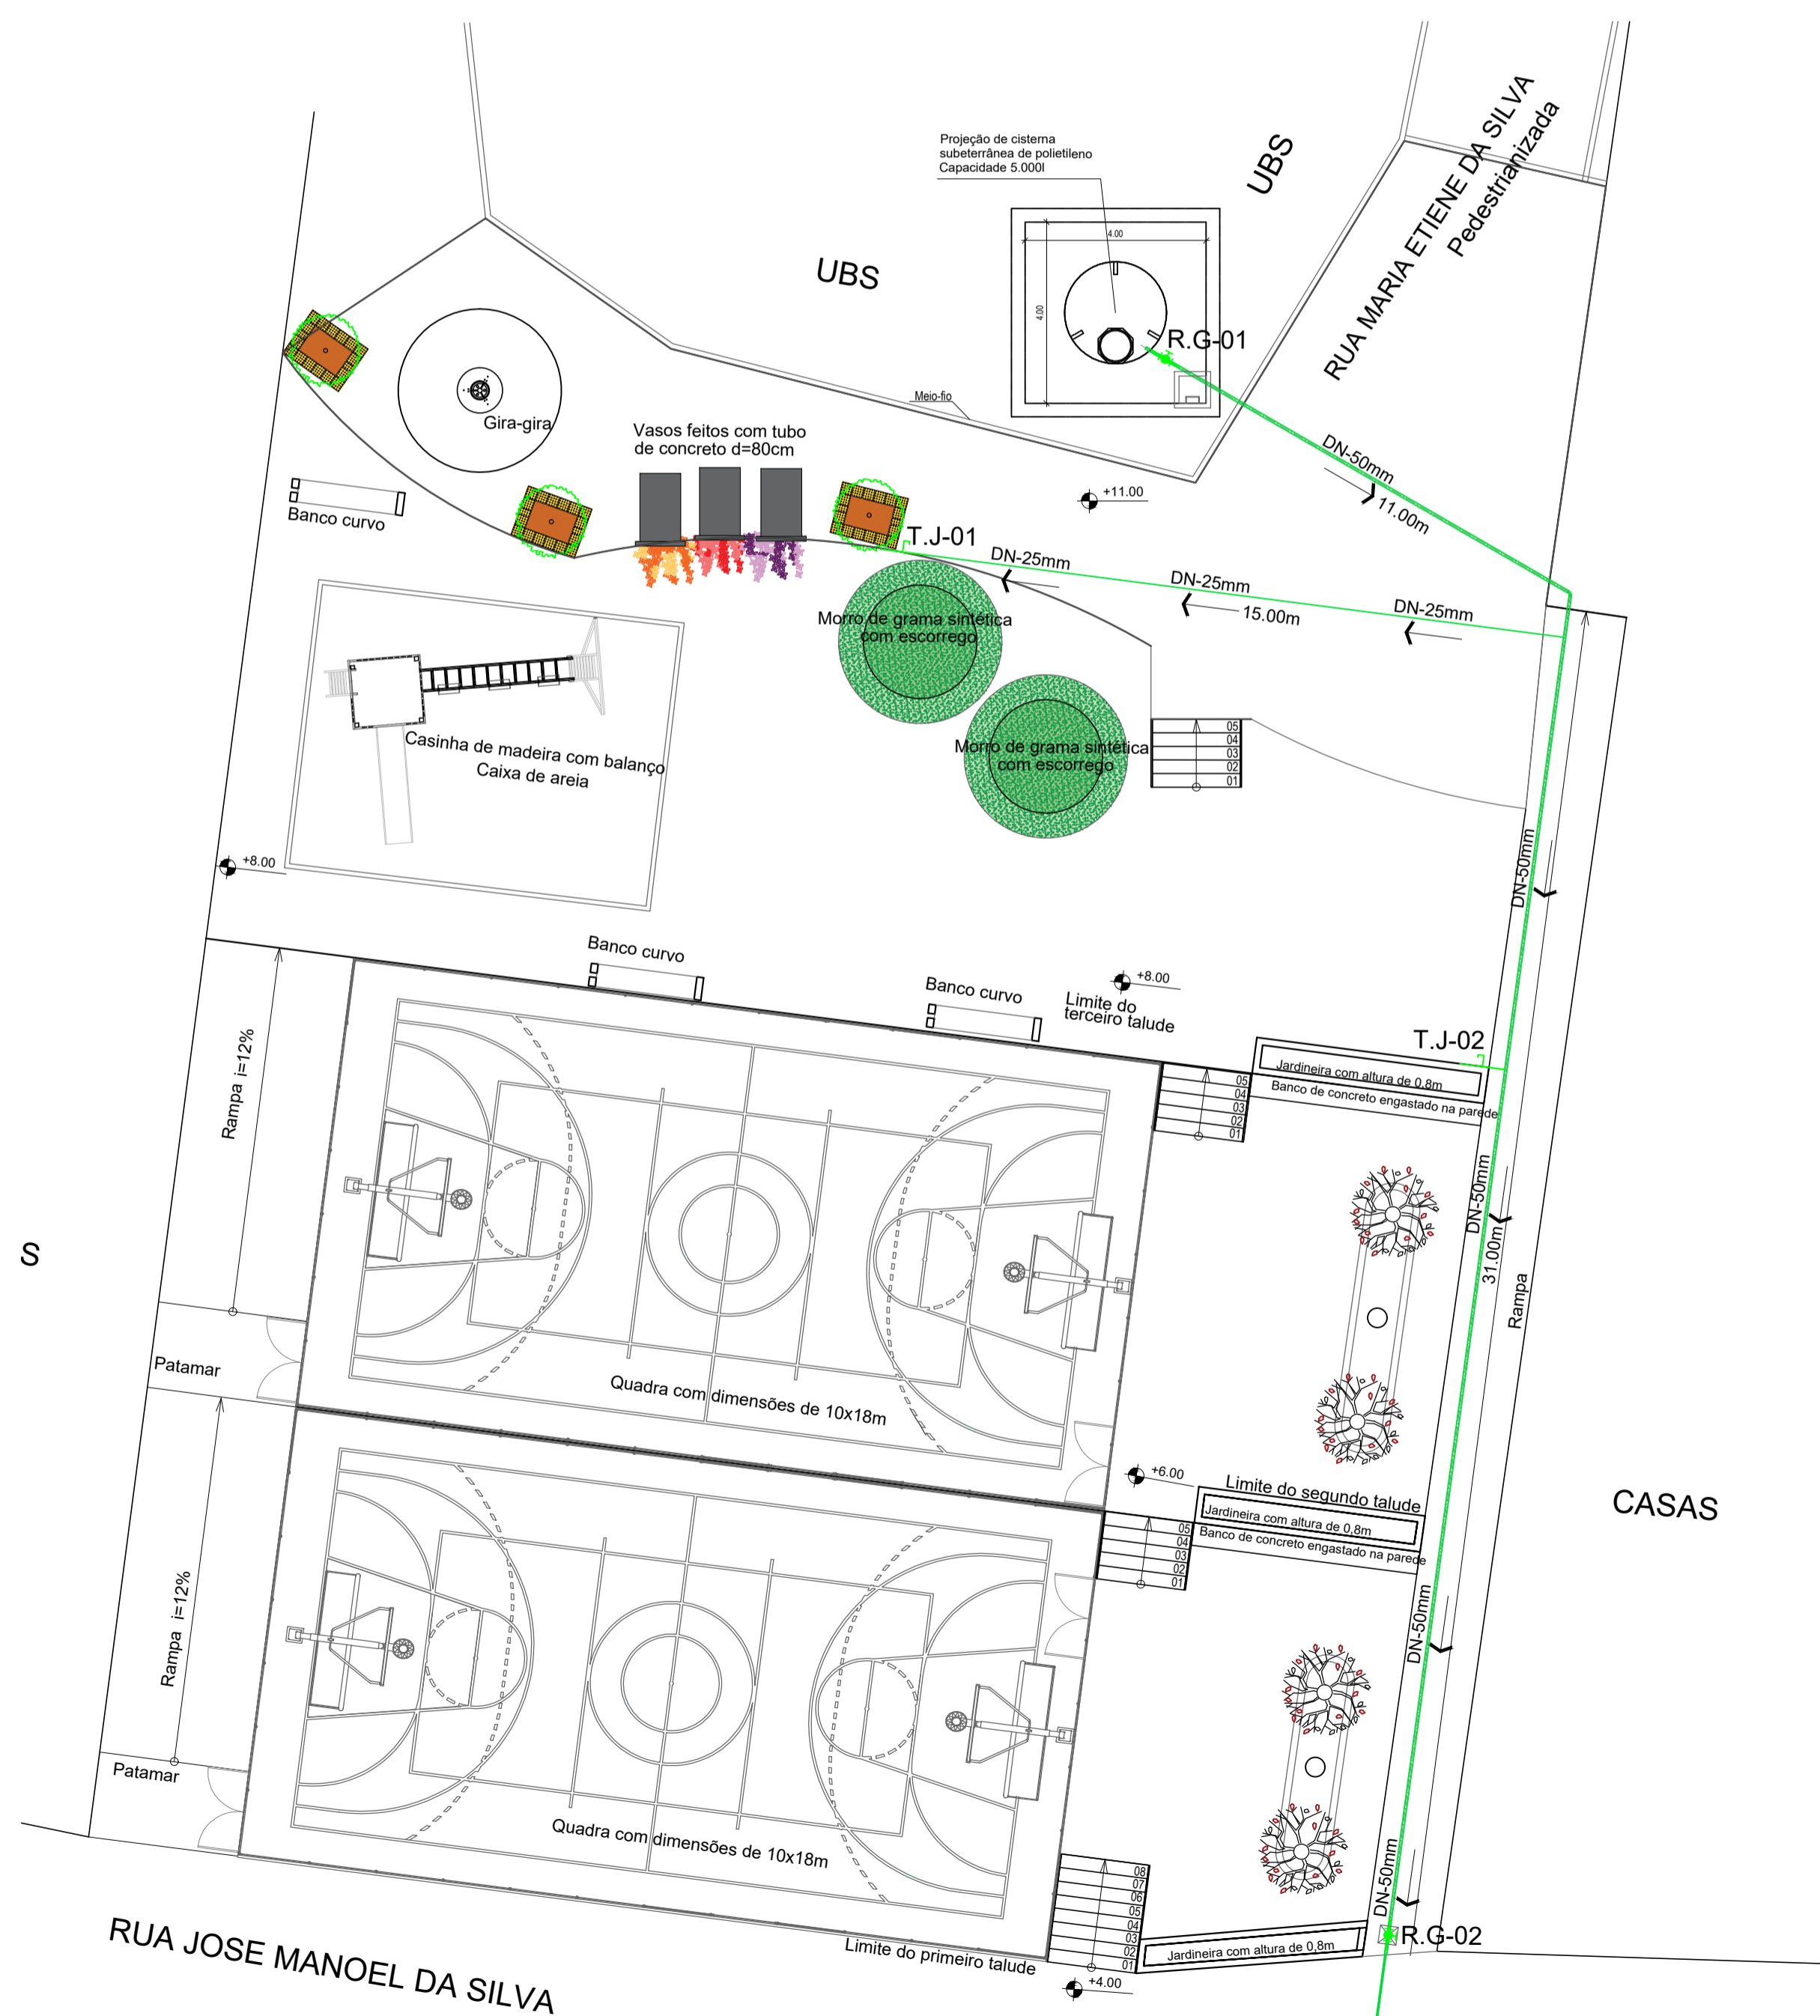 Projeção de cisterna
subeterrânea de polietileno
Capacidade 5.000l
UBS
UBS
RUA MARIA ETIENE DA SILVA
Pedestrianizada
4.00
4.00
R.G-01
Meio-fio
Gira-gira
Vasos feitos com tubo
de concreto d=80cm
Banco curvo
+11.00
DN-50mm
11.00m
T.J-01
DN-25mm
DN-25mm
15.00m
DN-25mm
Morro de grama sintética
com escorrego
Morro de grama sintética
com escorrego
05
04
03
02
01
Casinha de madeira com balanço
Caixa de areia
+8.00
DN-50mm
Banco curvo
Banco curvo
+8.00
Limite do
terceiro talude
T.J-02
Jardineira com altura de 0,8m
Banco de concreto engastado na parede
05
04
03
02
01
Rampa i=12%
DN-50mm
31.00m
Rampa
S
Patamar
Quadra com dimensões de 10x18m
+6.00
Limite do segundo talude
Jardineira com altura de 0,8m
Banco de concreto engastado na parede
05
04
03
02
01
CASAS
Rampa i=12%
DN-50mm
Patamar
Quadra com dimensões de 10x18m
DN-50mm
08
07
06
05
04
03
02
01
R.G-02
Jardineira com altura de 0,8m
Limite do primeiro talude
+4.00
RUA JOSE MANOEL DA SILVA